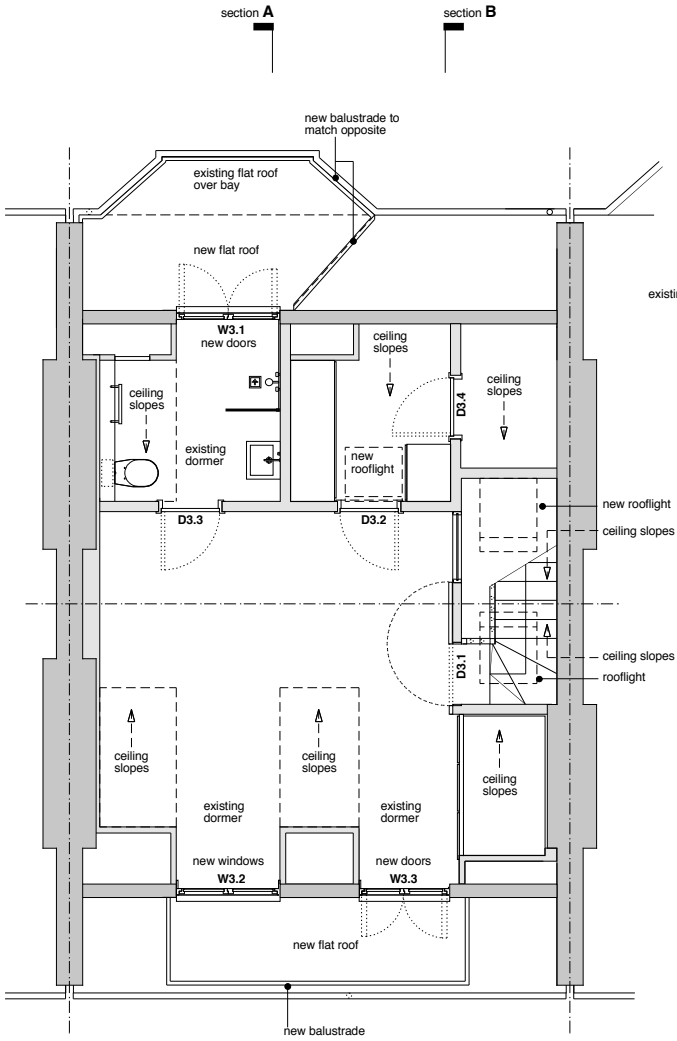 section A
section B
new balustrade to
match opposite
existing flat roof
over bay
new flat roof
W3.1
new doors
ceiling
slopes
ceiling
slopes
ceiling
slopes
D3.4
existing
dormer
new
rooflight
D3.3
D3.2
new rooflight
ceiling slopes
ceiling slopes
rooflight
D3.1
ceiling
slopes
ceiling
slopes
ceiling
slopes
existing
dormer
existing
dormer
new windows
W3.2
new doors
W3.3
new flat roof
new balustrade